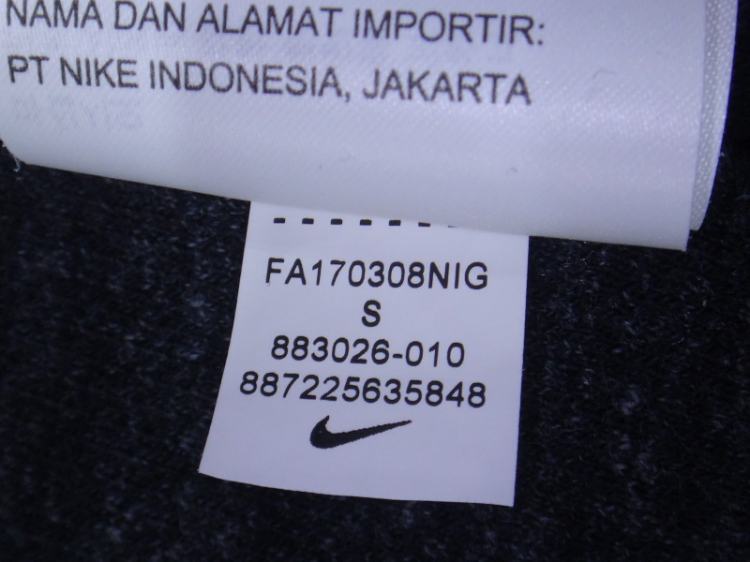 NAMA DAN ALAMAT IMPORTIR:
PT NIKE INDONESIA, JAKARTA
FA170308NIG
S
883026-010
887225635848